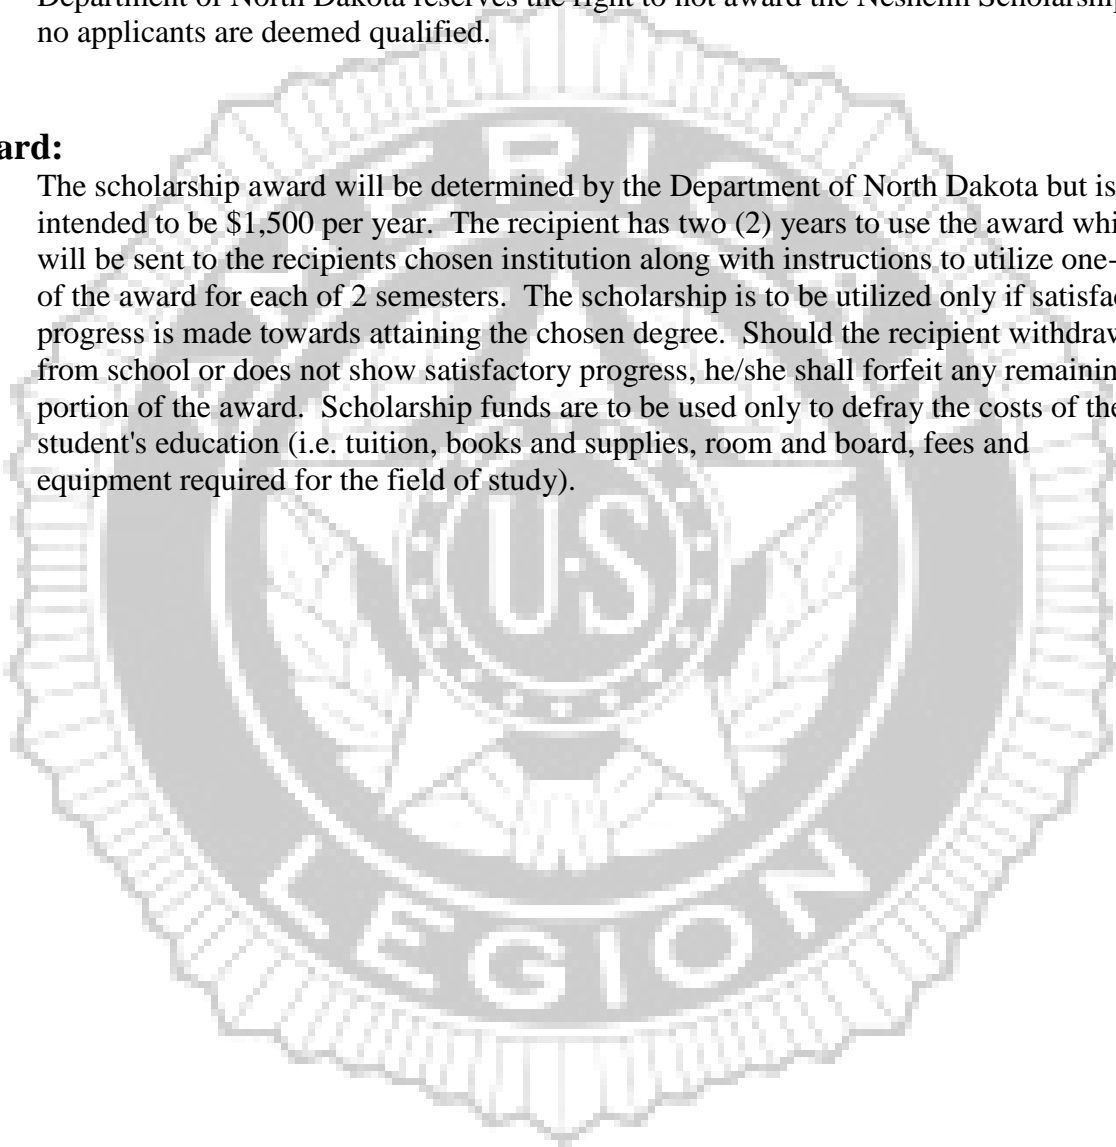 Department of North Dakota reserves the right to not award the Nesheim Scholarship
no applicants are deemed qualified.
ard:
The scholarship award will be determined by the Department of North Dakota but is
intended to be $1,500 per year.  The recipient has two (2) years to use the award whi
will be sent to the recipients chosen institution along with instructions to utilize one-
of the award for each of 2 semesters.  The scholarship is to be utilized only if satisfac
progress is made towards attaining the chosen degree.  Should the recipient withdraw
from school or does not show satisfactory progress, he/she shall forfeit any remainin
portion of the award.  Scholarship funds are to be used only to defray the costs of the
student's education (i.e. tuition, books and supplies, room and board, fees and
equipment required for the field of study).
AMERICAN
US
LEGION